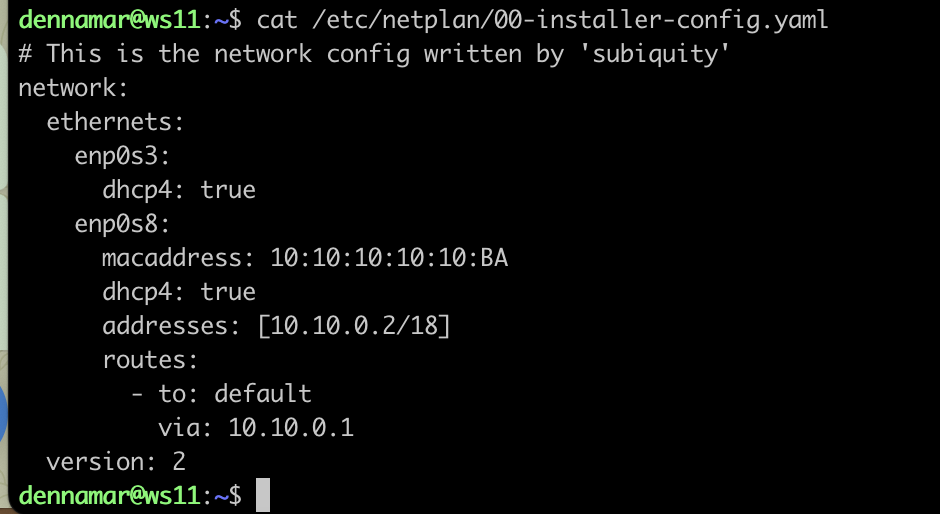 dennamar@ws11:~$ cat /etc/netplan/00-installer-config.yaml
# This is the network config written by 'subiquity'
network:
  ethernets:
    enp0s3:
      dhcp4: true
    enp0s8:
      macaddress: 10:10:10:10:10:BA
      dhcp4: true
      addresses: [10.10.0.2/18]
      routes:
        - to: default
          via: 10.10.0.1
  version: 2
dennamar@ws11:~$